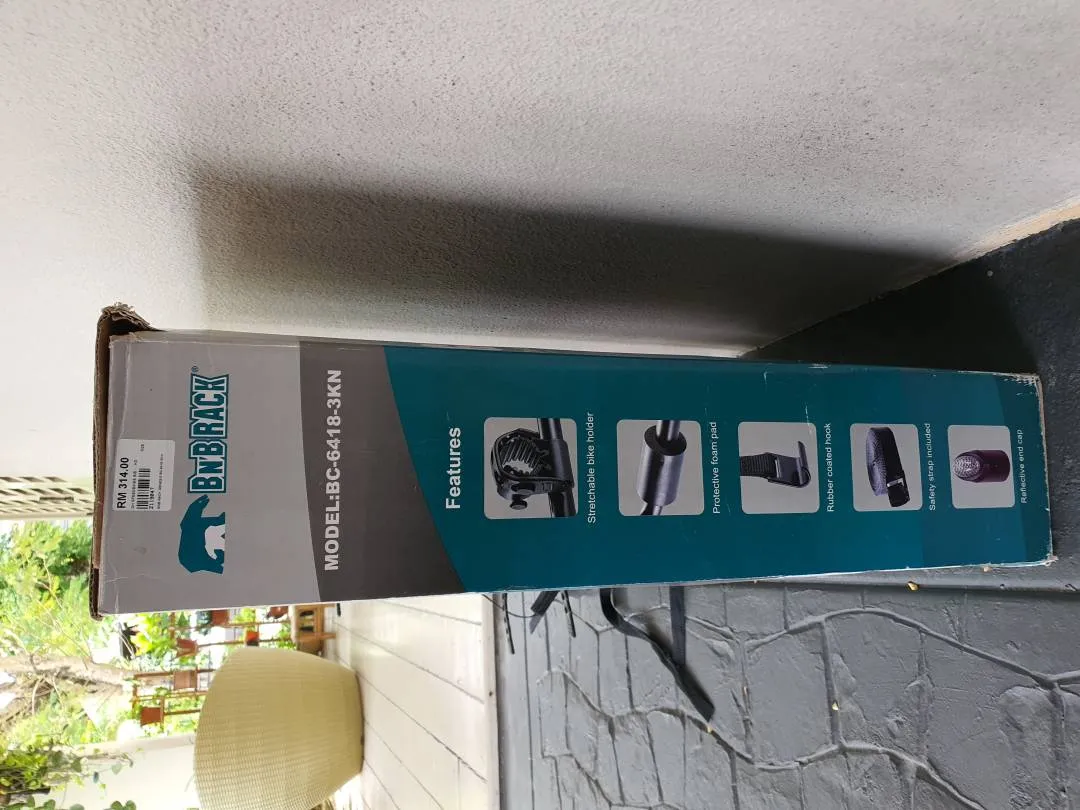 RM 314.00
BNB RACK®
MODEL:BC-6418-3KN
Features
Stretchable bike holder
Protective foam pad
Rubber coated hook
Safety strap included
Reflective end cap